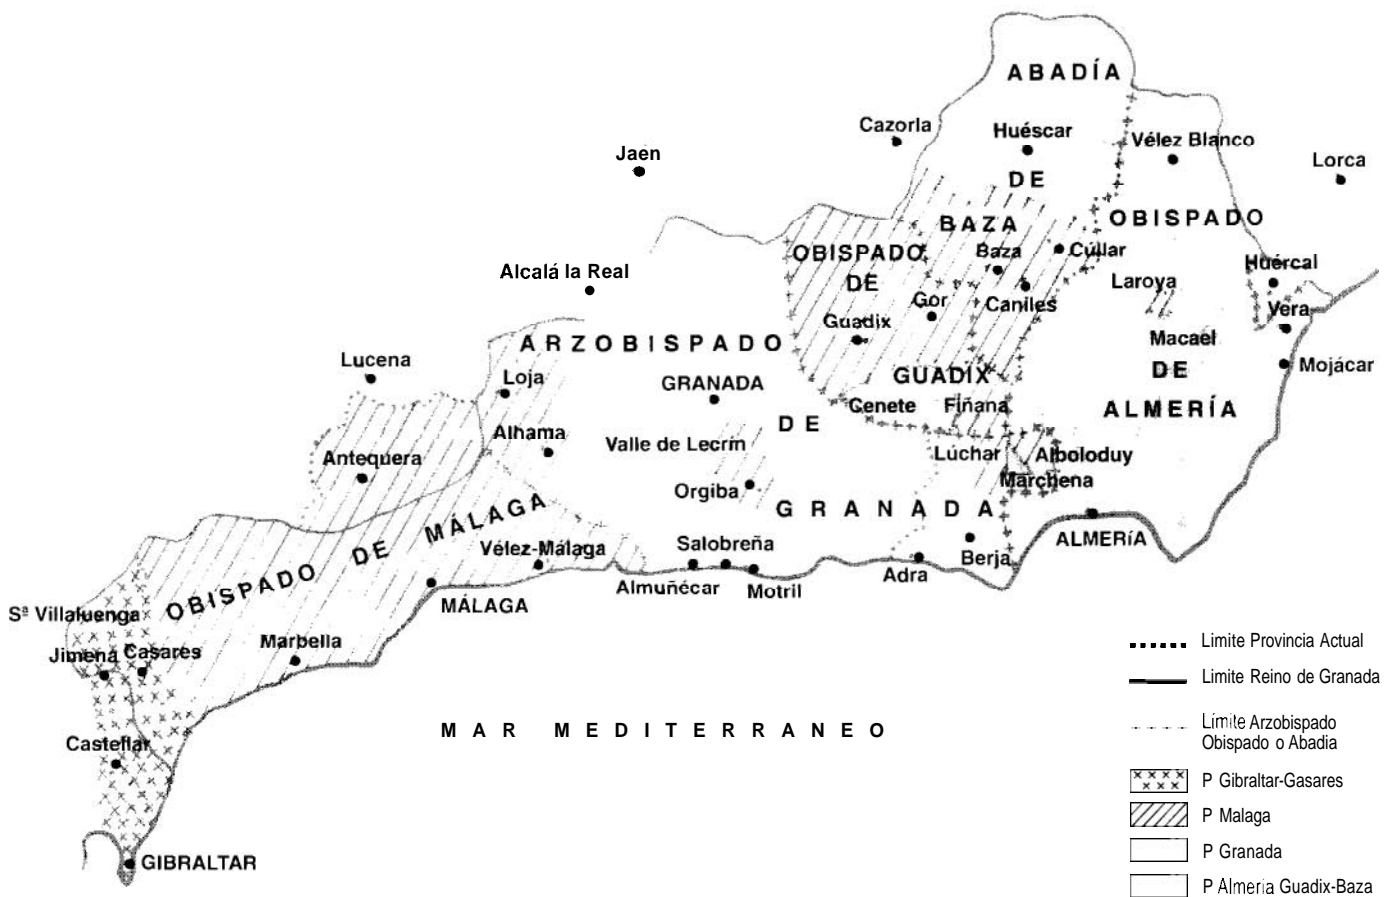 ABADÍA
Cazorla
Huéscar
Vélez Blanco
Jaen
Lorca
DE
OBISPADO
BAZA
OBISPADO
Baza
Cúllar
Huércal
Alcalá la Real
DE
Laroya
Gor
Caniles
Vera
Guadix
Macael
ARZOBISPADO
Lucena
Mojácar
Loja
GRANADA
GUADIX
DE
Cenete
Fiñana
ALMERÍA
DE
Alhama
Valle de Lecrín
Antequera
Lúchar
Alboloduy
Marchena
Orgiba
GRANADA
OBISPADO DE MÁLAGA
Vélez-Málaga
Salobreña
Berja
ALMERíA
Adra
Almuñécar
Motril
MÁLAGA
Sª Villaluenga
Marbella
Jimena
Casares
MAR MEDITERRANEO
Castellar
GIBRALTAR
Limite Provincia Actual
Limite Reino de Granada
Límite Arzobispado
Obispado o Abadia
P Gibraltar-Gasares
P Malaga
P Granada
P Almeria Guadix-Baza